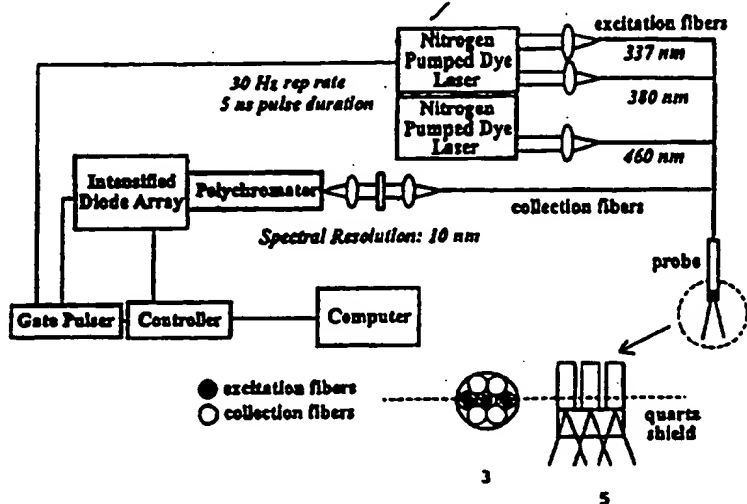 excitation fibers
Nitrogen
Pumped Dye
Laser
337 nm
30 Hz rep rate
5 ns pulse duration
380 nm
Nitrogen
Pumped Dye
Laser
460 nm
Intensified
Diode Array
Polychromator
collection fibers
Spectral Resolution: 10 nm
probe
Gate Pulser
Controller
Computer
excitation fibers
collection fibers
quartz
shield
3
5